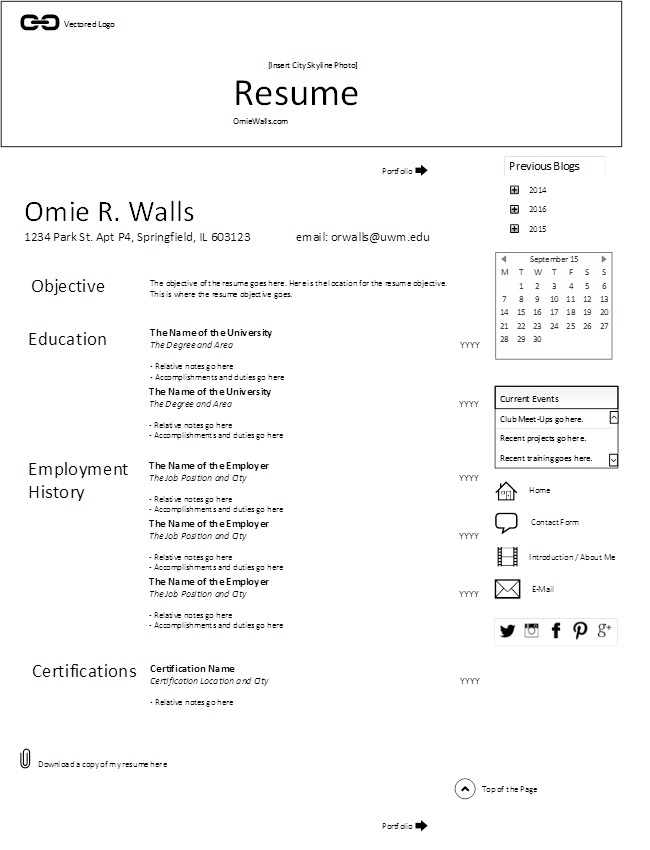 Vectored Logo
[Insert City Skyline Photo]
Resume
OmieWalls.com
Portfolio
Omie R. Walls
1234 Park St. Apt P4, Springfield, IL 603123 email: orwalls@uwm.edu
Objective
The objective of the resume goes here. Here is the location for the resume objective.
This is where the resume objective goes.
Education
The Name of the University
The Degree and Area YYYY
- Relative notes go here
- Accomplishments and duties go here
The Name of the University
The Degree and Area YYYY
- Relative notes go here
- Accomplishments and duties go here
Employment
History
The Name of the Employer
The Job Position and City YYYY
- Relative notes go here
- Accomplishments and duties go here
The Name of the Employer
The Job Position and City YYYY
- Relative notes go here
- Accomplishments and duties go here
The Name of the Employer
The Job Position and City YYYY
- Relative notes go here
- Accomplishments and duties go here
Certifications
Certification Name
Certification Location and City YYYY
- Relative notes go here
Download a copy of my resume here
Previous Blogs
2014
2016
2015
September 15
M T W T F S S
1 2 3 4 5 6
7 8 9 10 11 12 13
14 15 16 17 18 19 20
21 22 23 24 25 26 27
28 29 30
Current Events
Club Meet-Ups go here.
Recent projects go here.
Recent training goes here.
Home
Contact Form
Introduction / About Me
E-Mail
g+
Top of the Page
Portfolio